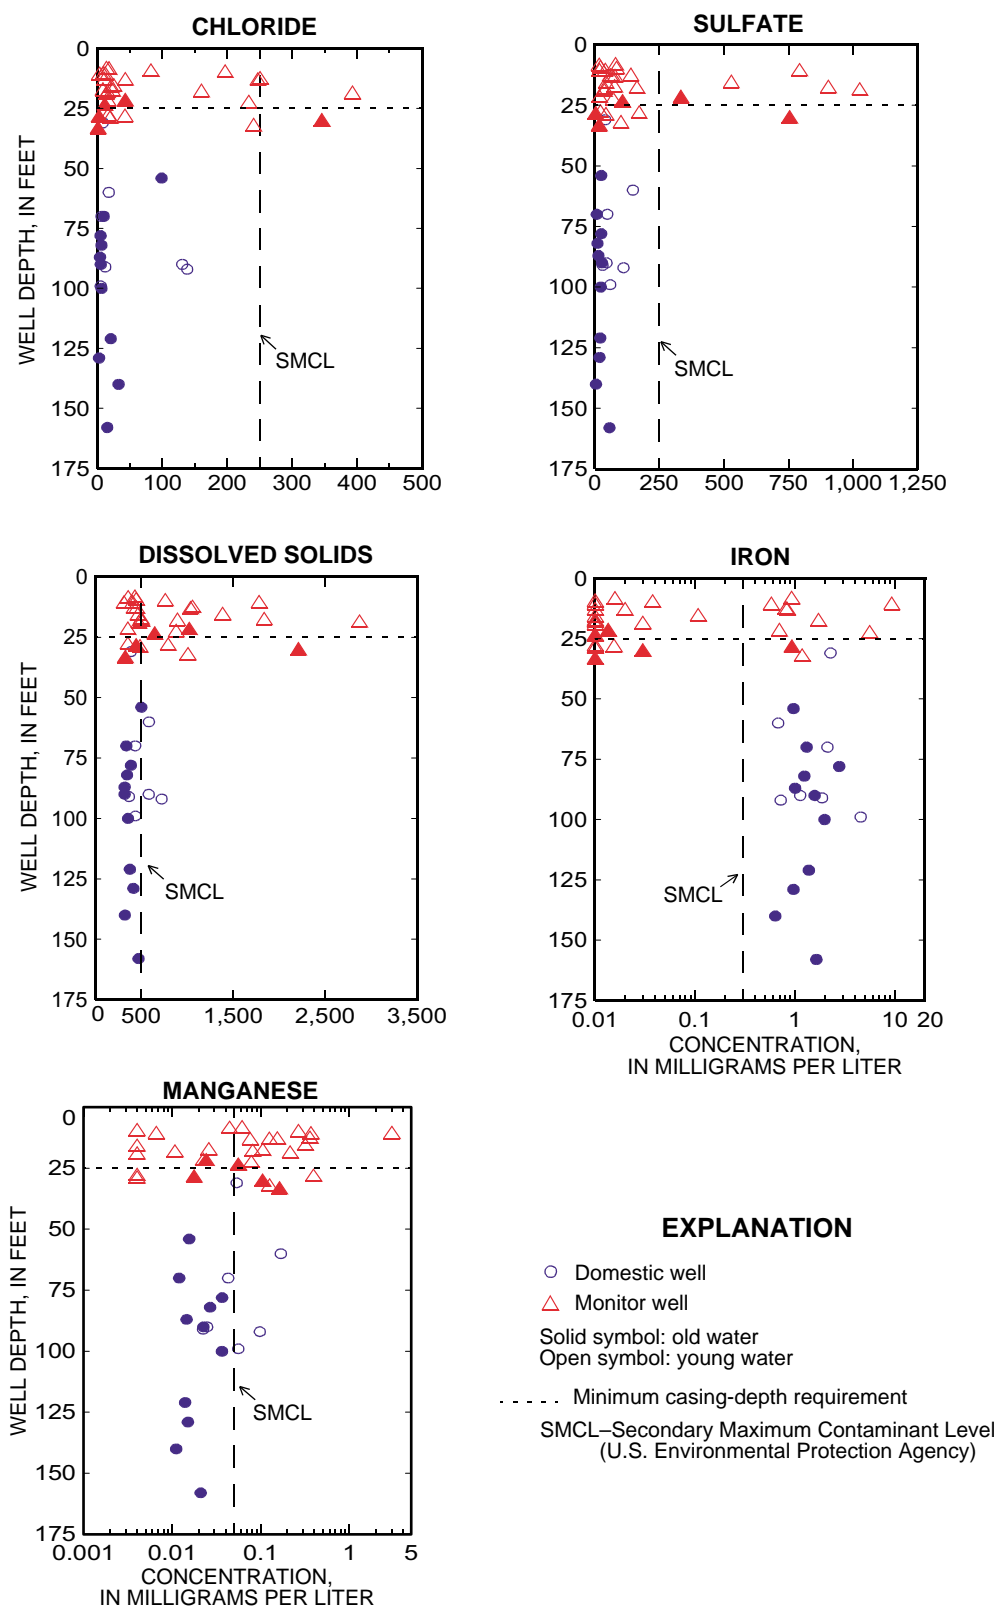 CHLORIDE
WELL DEPTH, IN FEET
0
25
50
75
100
125
150
175
SMCL
0 100 200 300 400 500
SULFATE
0
25
50
75
100
125
150
175
SMCL
0 250 500 750 1,000 1,250
DISSOLVED SOLIDS
WELL DEPTH, IN FEET
0
25
50
75
100
125
150
175
SMCL
0 500 1,500 2,500 3,500
IRON
0
25
50
75
100
125
150
175
SMCL
0.01 0.1 1 10 20
CONCENTRATION,
IN MILLIGRAMS PER LITER
MANGANESE
WELL DEPTH, IN FEET
0
25
50
75
100
125
150
175
SMCL
0.001 0.01 0.1 1 5
CONCENTRATION,
IN MILLIGRAMS PER LITER
EXPLANATION
Domestic well
Monitor well
Solid symbol: old water
Open symbol: young water
Minimum casing-depth requirement
SMCL–Secondary Maximum Contaminant Level
(U.S. Environmental Protection Agency)